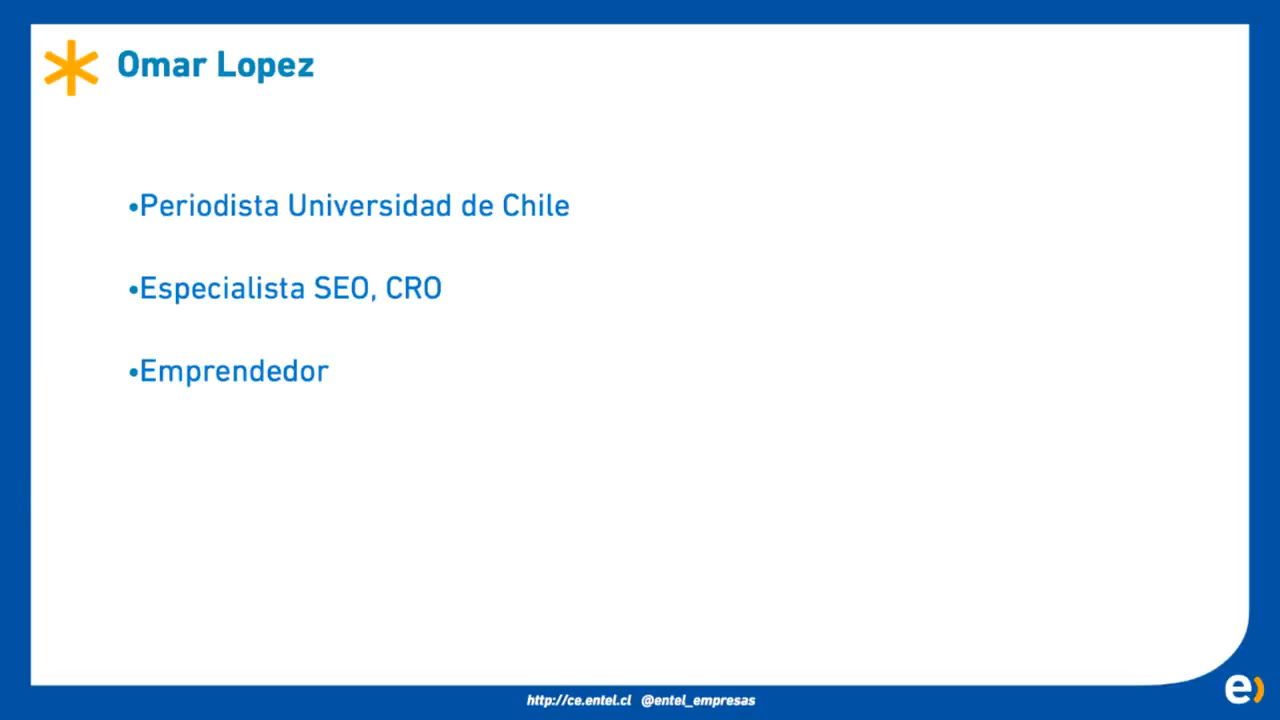 Omar Lopez
•Periodista Universidad de Chile
•Especialista SEO, CRO
•Emprendedor
http://ce.entel.cl @entel_empresas
e)